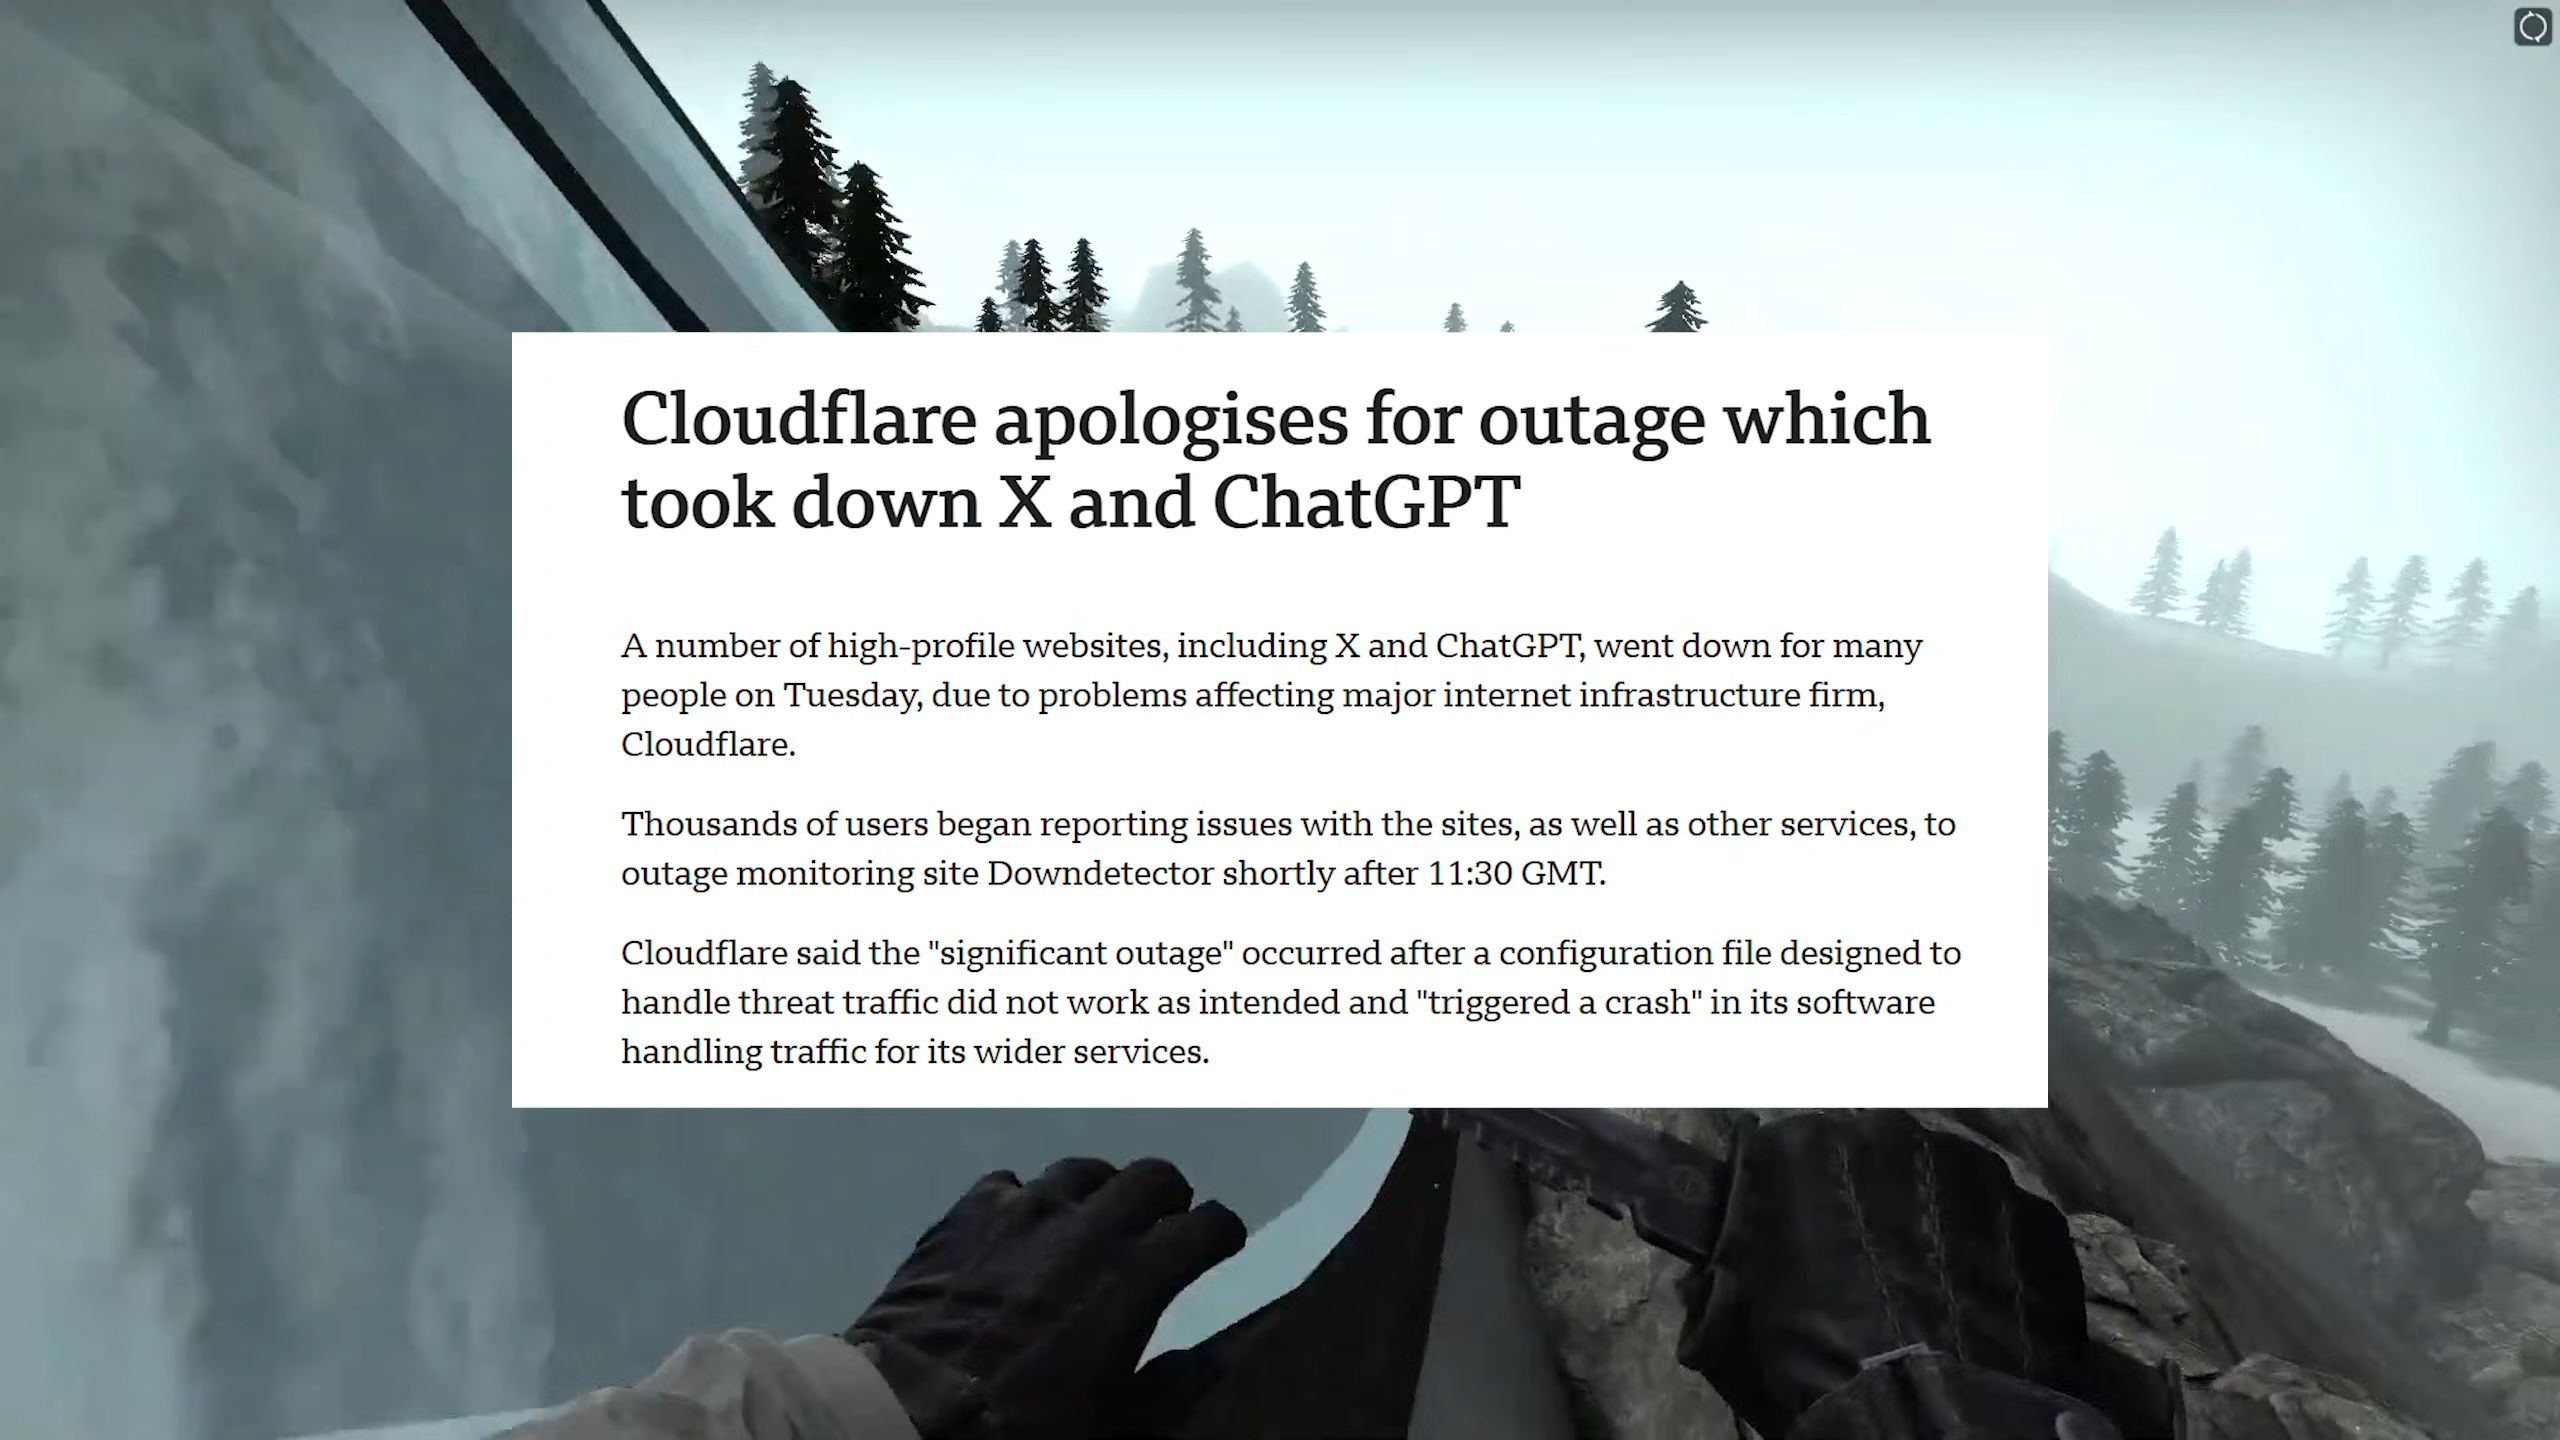 Cloudflare apologises for outage which
took down X and ChatGPT
A number of high-profile websites, including X and ChatGPT, went down for many
people on Tuesday, due to problems affecting major internet infrastructure firm,
Cloudflare.
Thousands of users began reporting issues with the sites, as well as other services, to
outage monitoring site Downdetector shortly after 11:30 GMT.
Cloudflare said the "significant outage" occurred after a configuration file designed to
handle threat traffic did not work as intended and "triggered a crash" in its software
handling traffic for its wider services.